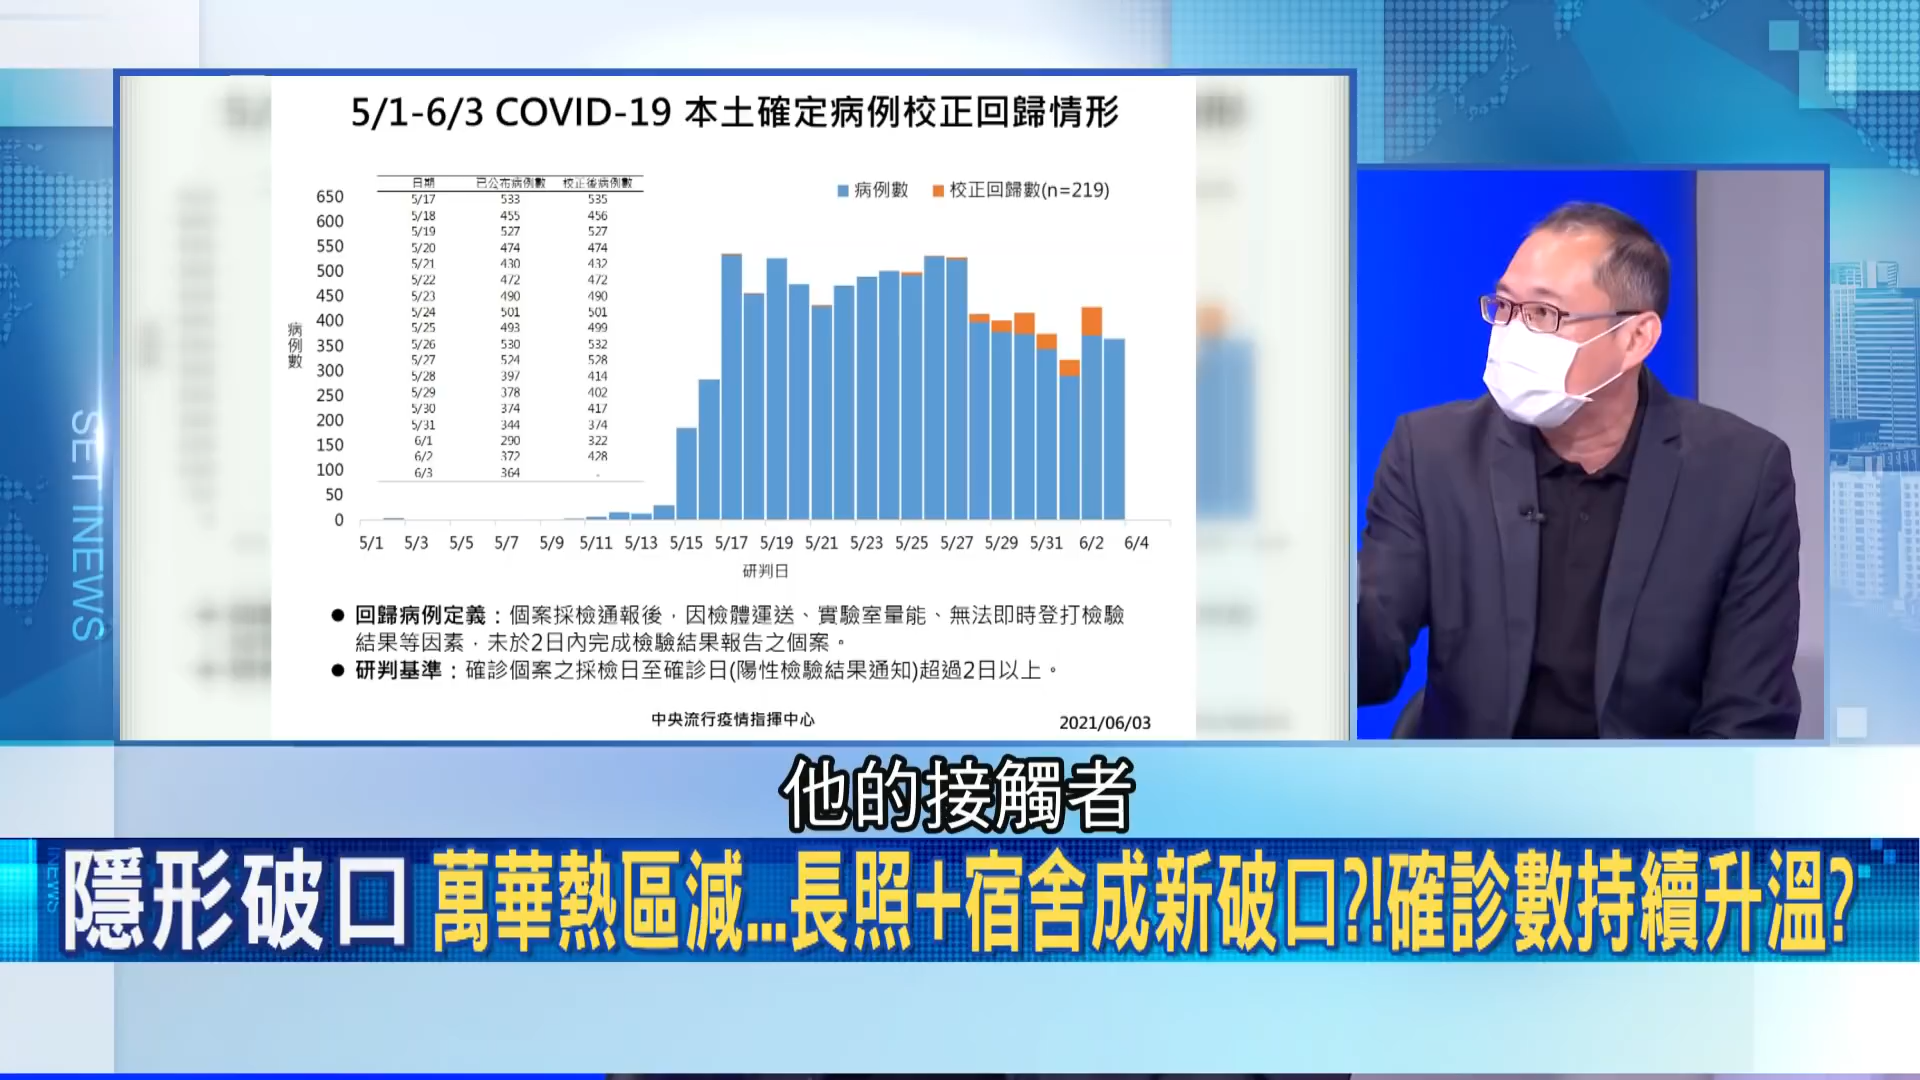 5/1-6/3 COVID-19 本土確定病例校正回歸情形
日期 已公布病例數 校正後病例數
5/17 533 535
5/18 455 456
5/19 527 527
5/20 474 474
5/21 430 432
5/22 472 472
5/23 490 490
5/24 501 501
5/25 493 499
5/26 530 532
5/27 524 528
5/28 397 414
5/29 378 402
5/30 374 417
5/31 344 374
6/1 290 322
6/2 372 428
6/3 364 -
病例數 校正回歸數(n=219)
病例數
650
600
550
500
450
400
350
300
250
200
150
100
50
0
5/1 5/3 5/5 5/7 5/9 5/11 5/13 5/15 5/17 5/19 5/21 5/23 5/25 5/27 5/29 5/31 6/2 6/4
研判日
● 回歸病例定義：個案採檢通報後，因檢體運送、實驗室量能、無法即時登打檢驗
結果等因素，未於2日內完成檢驗結果報告之個案。
● 研判基準：確診個案之採檢日至確診日(陽性檢驗結果通知)超過2日以上。
中央流行疫情指揮中心
2021/06/03
SET iNEWS
他的接觸者
iNEWS
隱形破口 萬華熱區減...長照+宿舍成新破口?!確診數持續升溫?